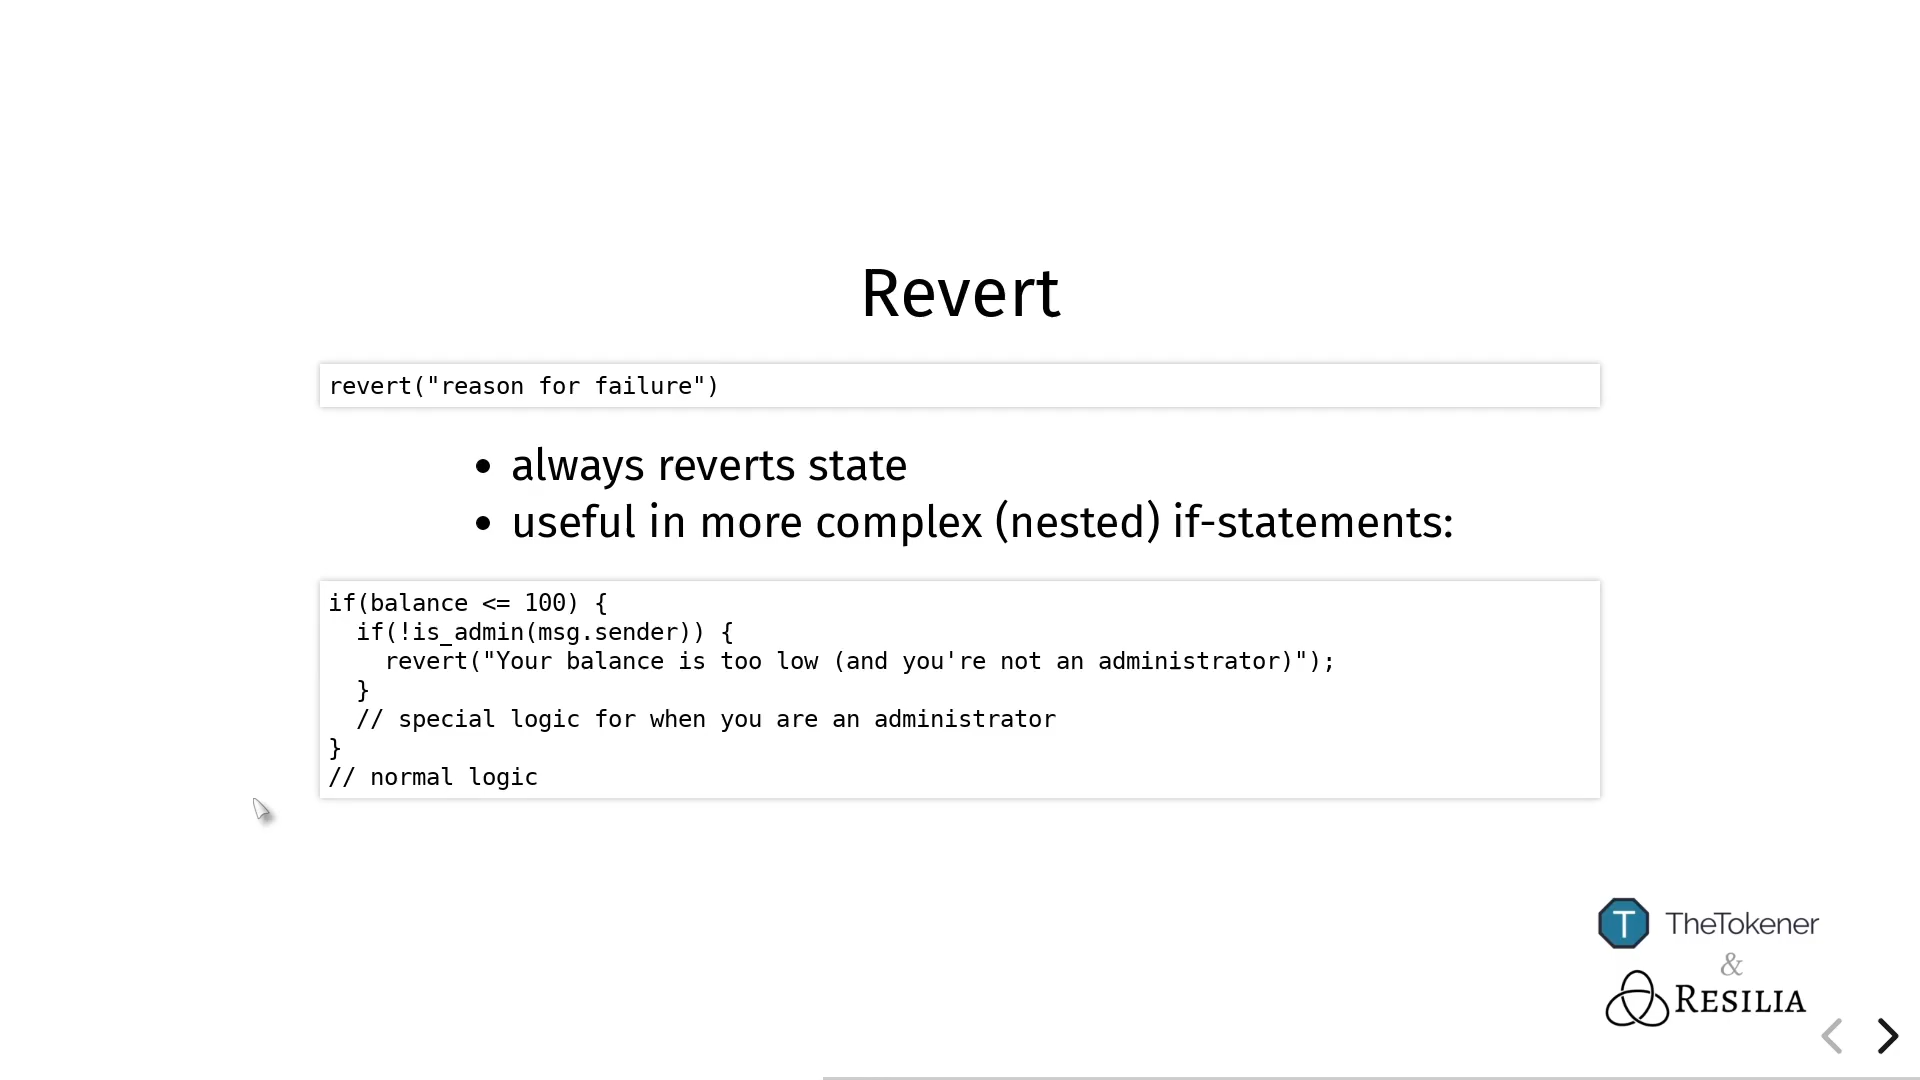 Revert
revert("reason for failure")
• always reverts state
• useful in more complex (nested) if-statements:
if(balance <= 100) {
  if(!is_admin(msg.sender)) {
    revert("Your balance is too low (and you're not an administrator)");
  }
  // special logic for when you are an administrator
}
// normal logic
T TheTokener
&
RESILIA